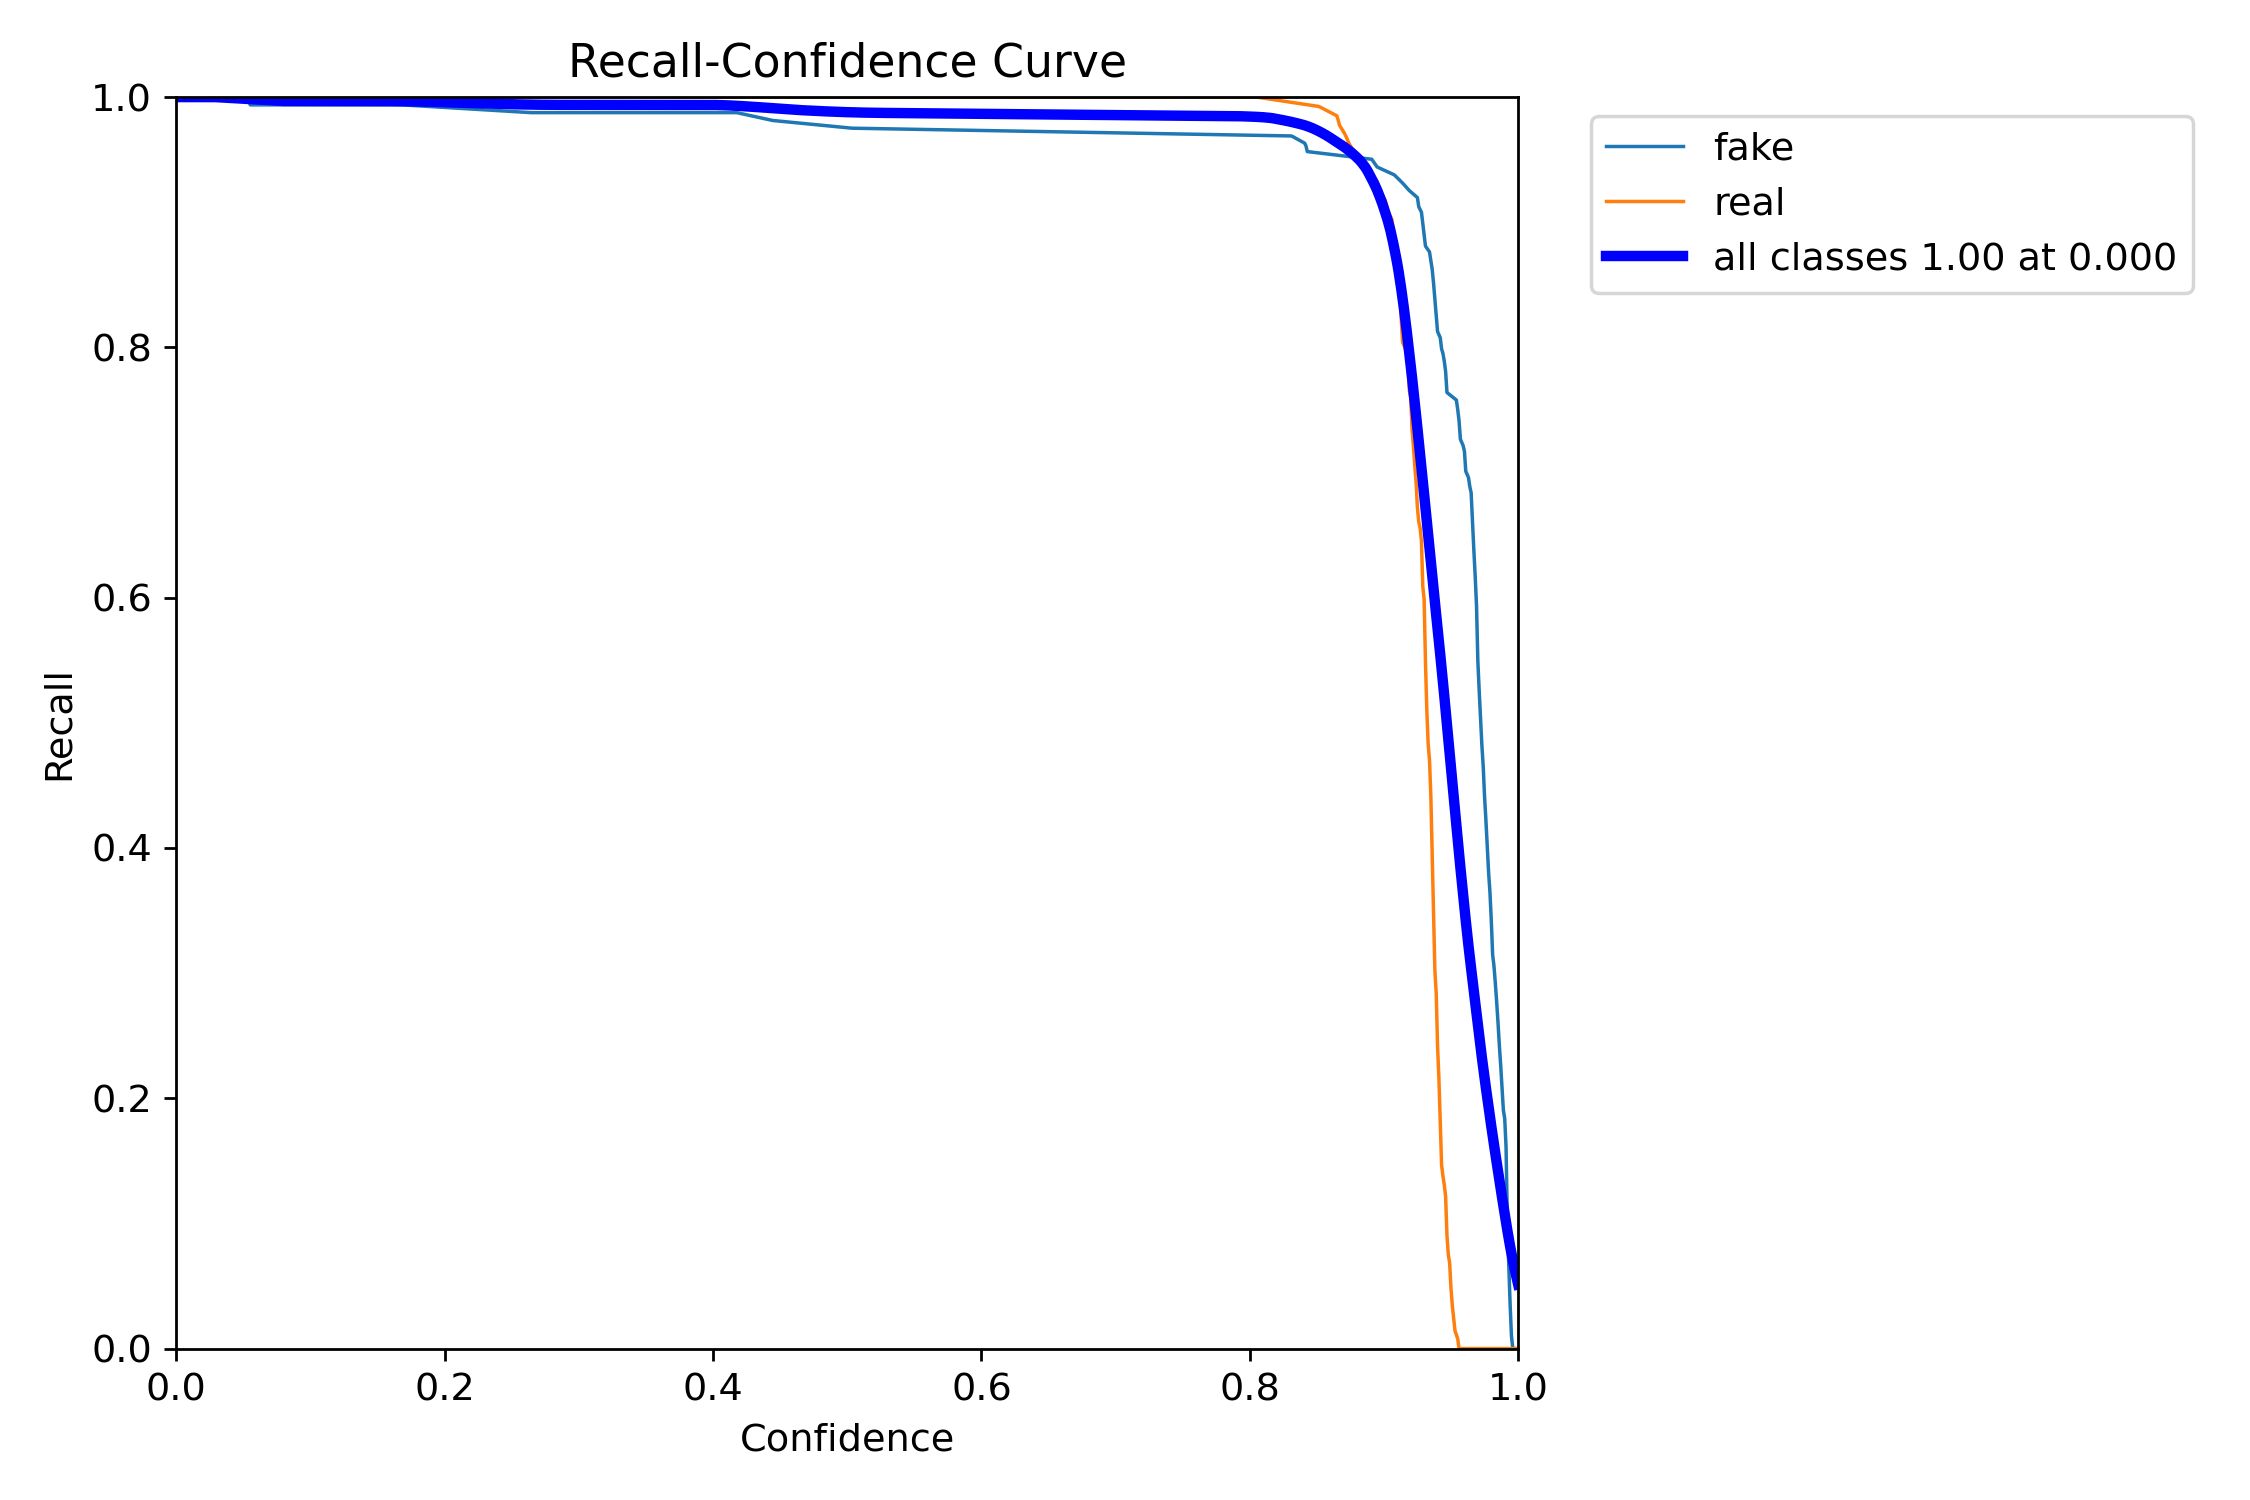 Recall-Confidence Curve
1.0
0.8
0.6
0.4
0.2
0.0
Recall
0.0 0.2 0.4 0.6 0.8 1.0
Confidence
fake
real
all classes 1.00 at 0.000